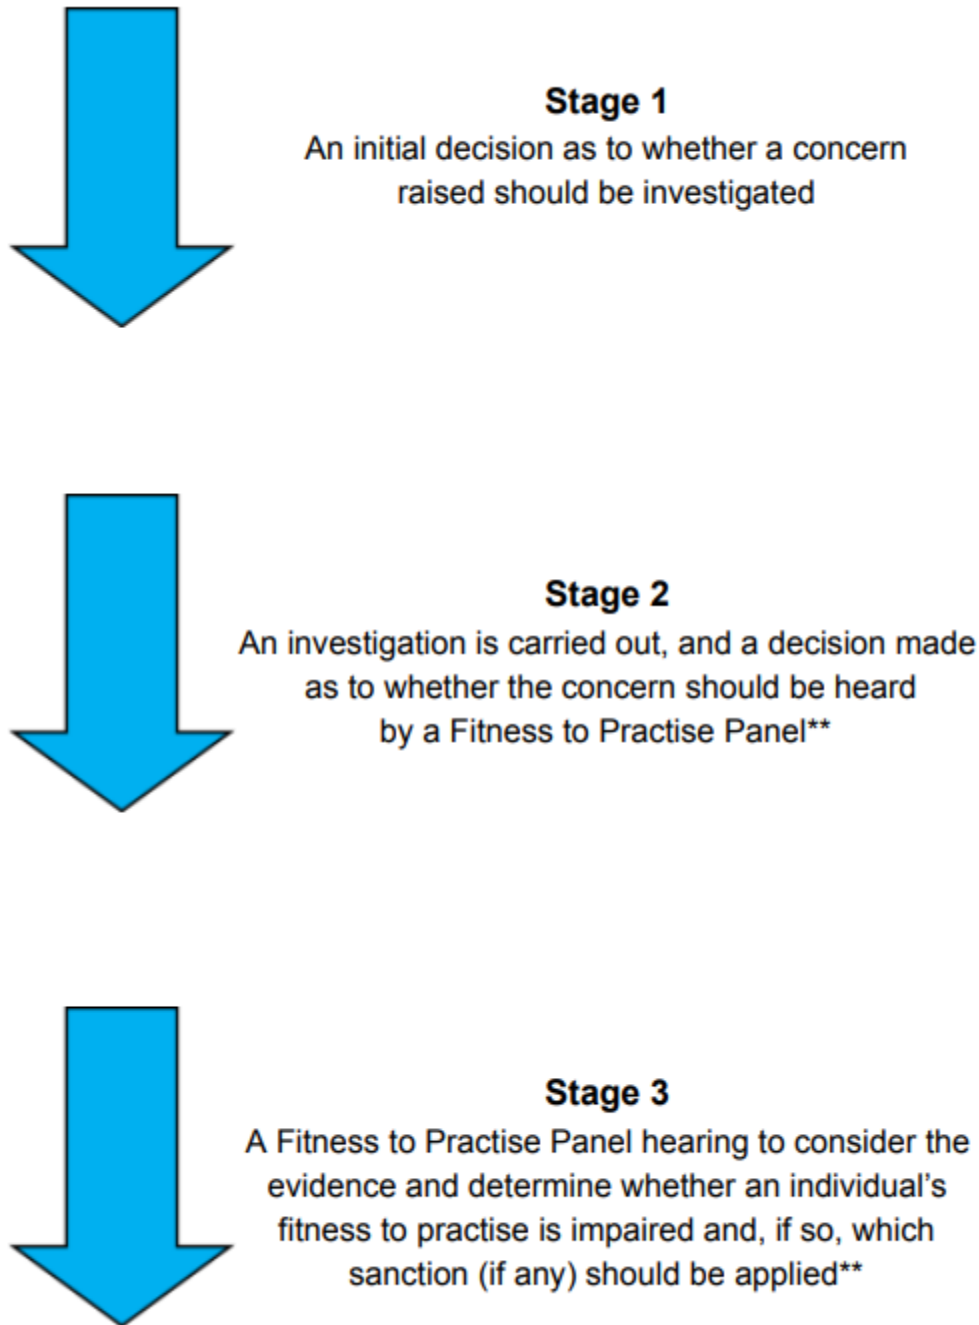 Stage 1
An initial decision as to whether a concern
raised should be investigated
Stage 2
An investigation is carried out, and a decision made
as to whether the concern should be heard
by a Fitness to Practise Panel**
Stage 3
A Fitness to Practise Panel hearing to consider the
evidence and determine whether an individual’s
fitness to practise is impaired and, if so, which
sanction (if any) should be applied**